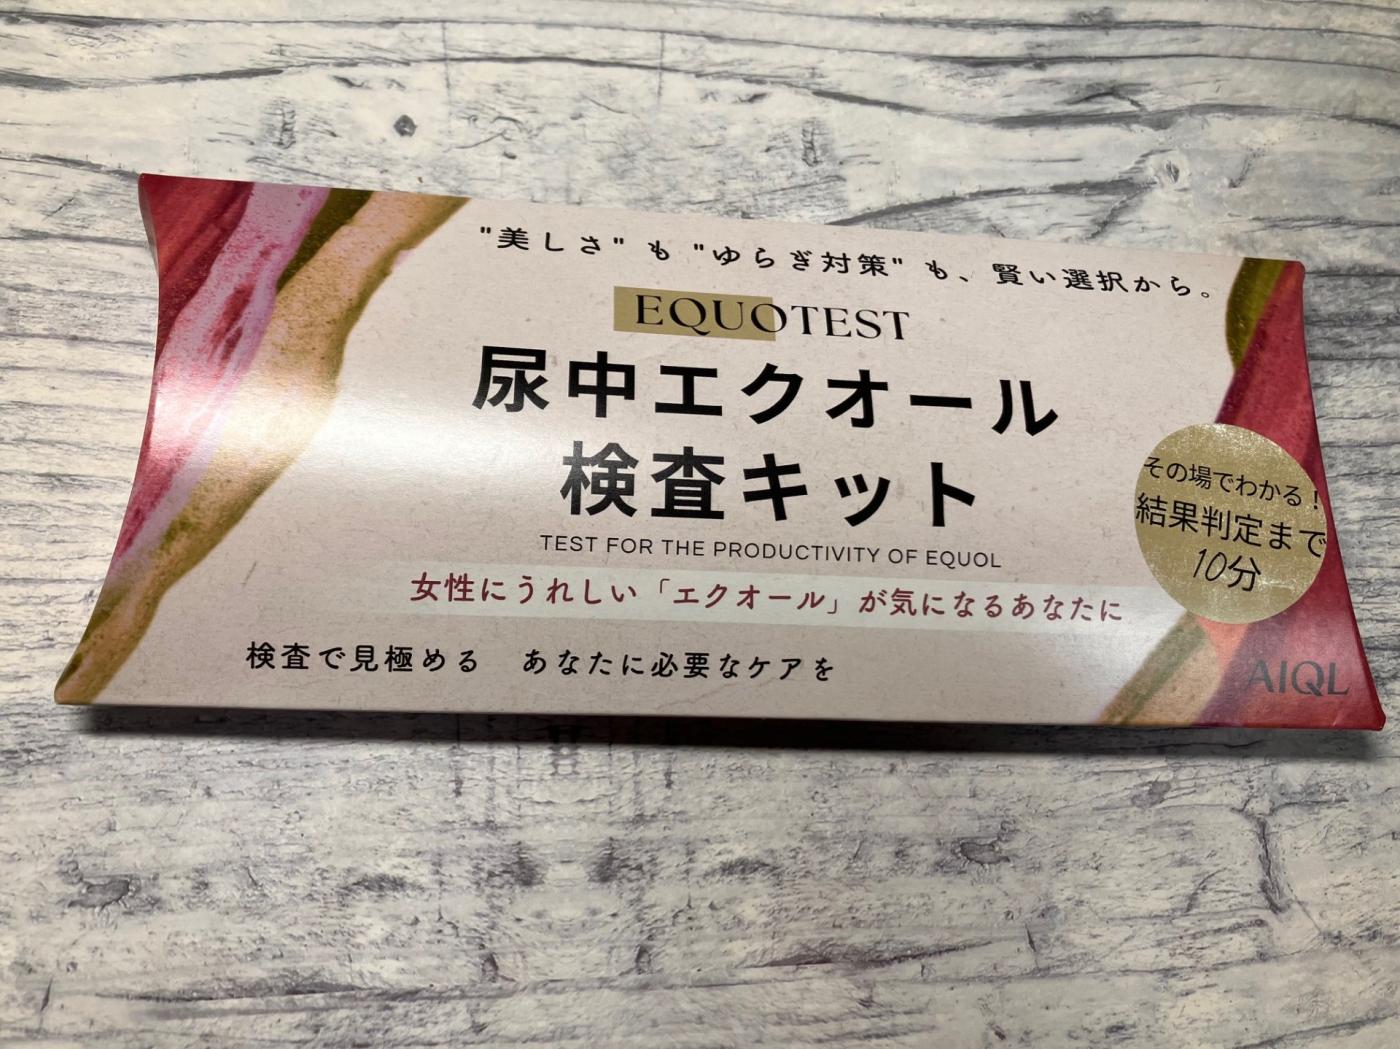 "美しさ" も "ゆらぎ対策" も、賢い選択から。
EQUOTEST
尿中エクオール
検査キット
TEST FOR THE PRODUCTIVITY OF EQUOL
女性にうれしい「エクオール」が気になるあなたに
検査で見極める　あなたに必要なケアを
その場でわかる!
結果判定まで
10分
AIQL